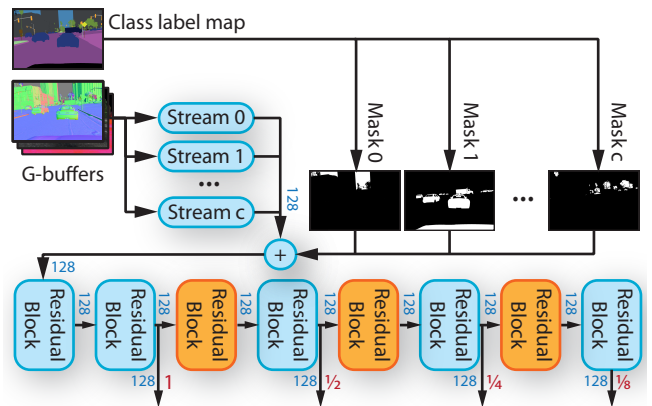 Class label map
G-buffers
Stream 0
Stream 1
...
Stream c
128
Mask 0
Mask 1
Mask c
...
+
128
Residual
Block
128
Residual
Block
128
Residual
Block
128
Residual
Block
128
Residual
Block
128
Residual
Block
128
Residual
Block
128
Residual
Block
128 1
128 ½
128 ¼
128 ⅛